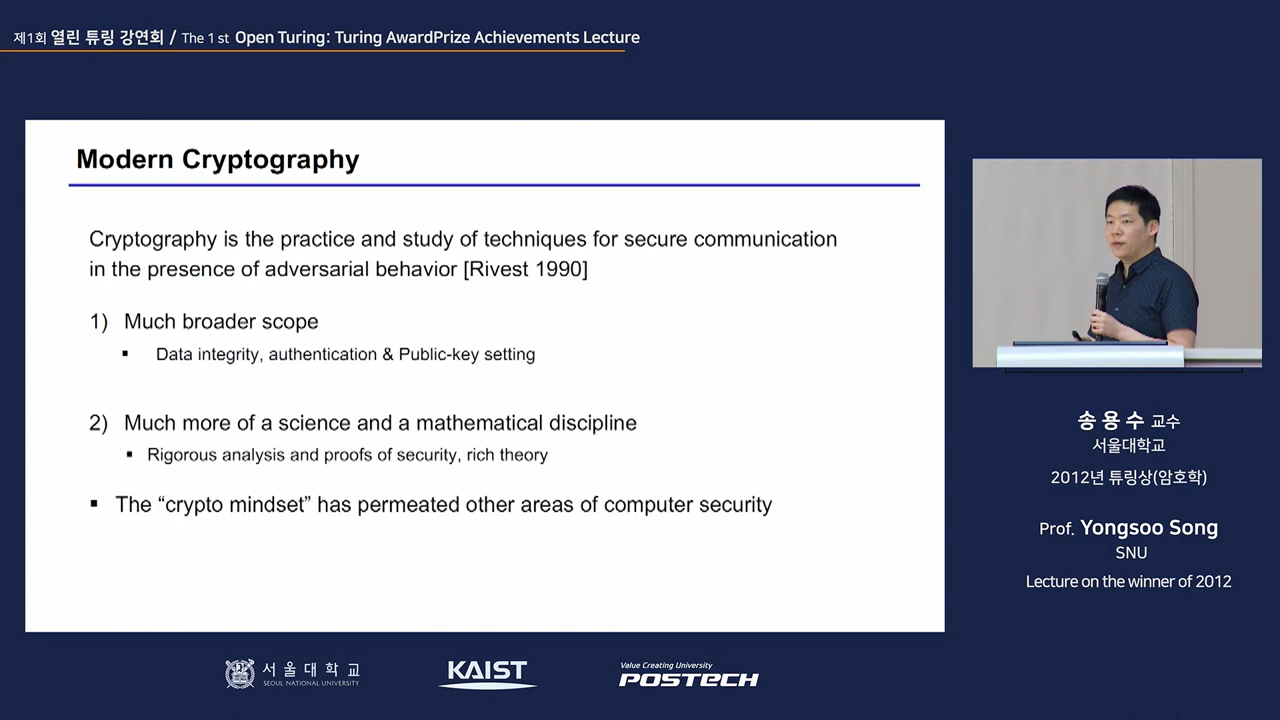 제1회 열린 튜링 강연회 / The 1 st Open Turing: Turing AwardPrize Achievements Lecture
Modern Cryptography
Cryptography is the practice and study of techniques for secure communication
in the presence of adversarial behavior [Rivest 1990]
1) Much broader scope
▪ Data integrity, authentication & Public-key setting
2) Much more of a science and a mathematical discipline
▪ Rigorous analysis and proofs of security, rich theory
▪ The “crypto mindset” has permeated other areas of computer security
송용수 교수
서울대학교
2012년 튜링상(암호학)
Prof. Yongsoo Song
SNU
Lecture on the winner of 2012
서울대학교
SEOUL NATIONAL UNIVERSITY
KAIST
Value Creating University
POSTECH